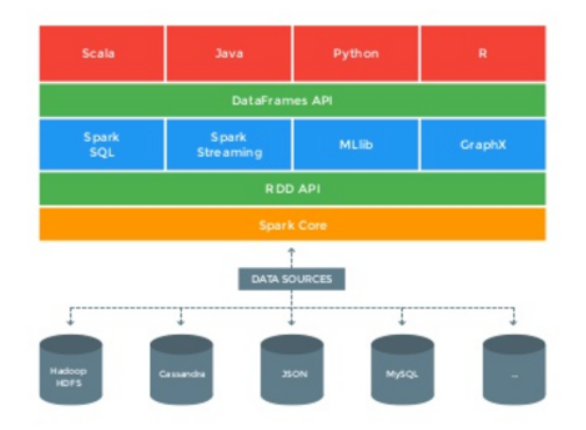 Scala
Java
Python
R
DataFrames API
Spark
SQL
Spark
Streaming
MLlib
GraphX
RDD API
Spark Core
DATA SOURCES
Hadoop
HDFS
Cassandra
JSON
MySQL
...